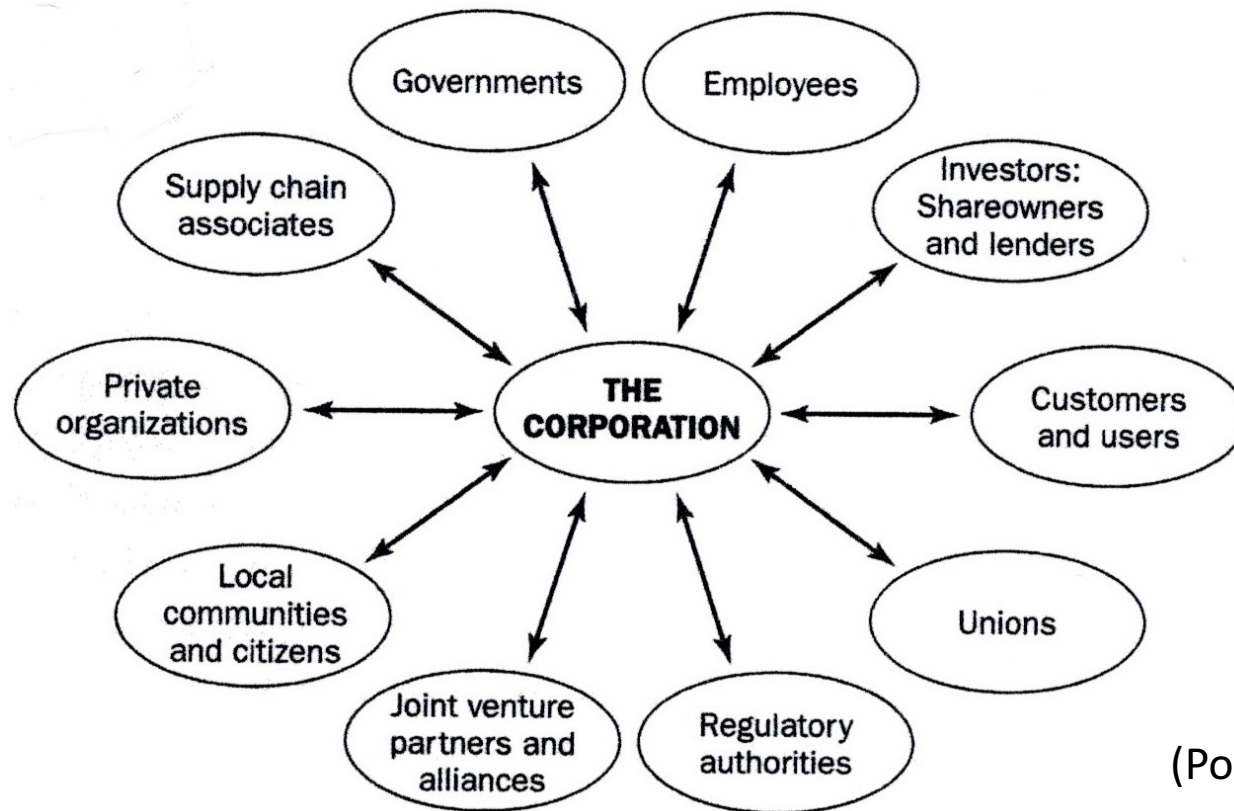 Governments
Employees
Supply chain
associates
Investors:
Shareowners
and lenders
Private
organizations
THE
CORPORATION
Customers
and users
Local
communities
and citizens
Unions
Joint venture
partners and
alliances
Regulatory
authorities
(Po